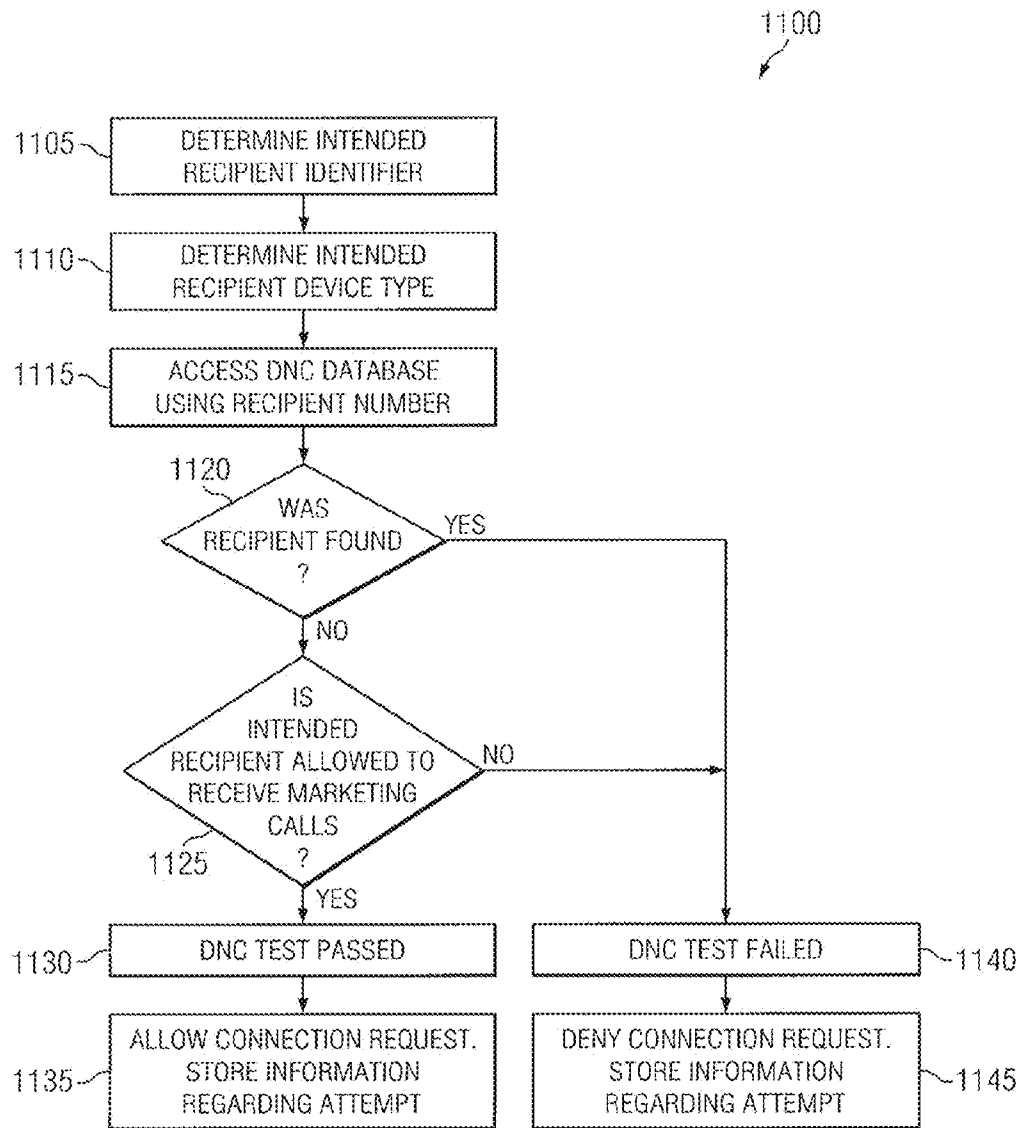 1100
1105
DETERMINE INTENDED
RECIPIENT IDENTIFIER
1110
DETERMINE INTENDED
RECIPIENT DEVICE TYPE
1115
ACCESS DNC DATABASE
USING RECIPIENT NUMBER
1120
WAS
RECIPIENT FOUND
?
YES
NO
IS
INTENDED
RECIPIENT ALLOWED TO
RECEIVE MARKETING
CALLS
?
NO
1125
YES
1130
DNC TEST PASSED
DNC TEST FAILED
1140
1135
ALLOW CONNECTION REQUEST.
STORE INFORMATION
REGARDING ATTEMPT
DENY CONNECTION REQUEST.
STORE INFORMATION
REGARDING ATTEMPT
1145